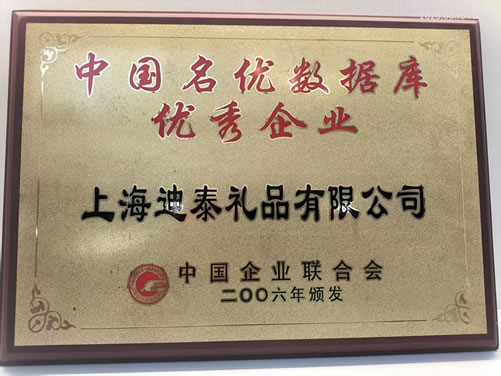 中国名优数据库
优秀企业
上海迪泰礼品有限公司
中国企业联合会
二〇〇六年颁发